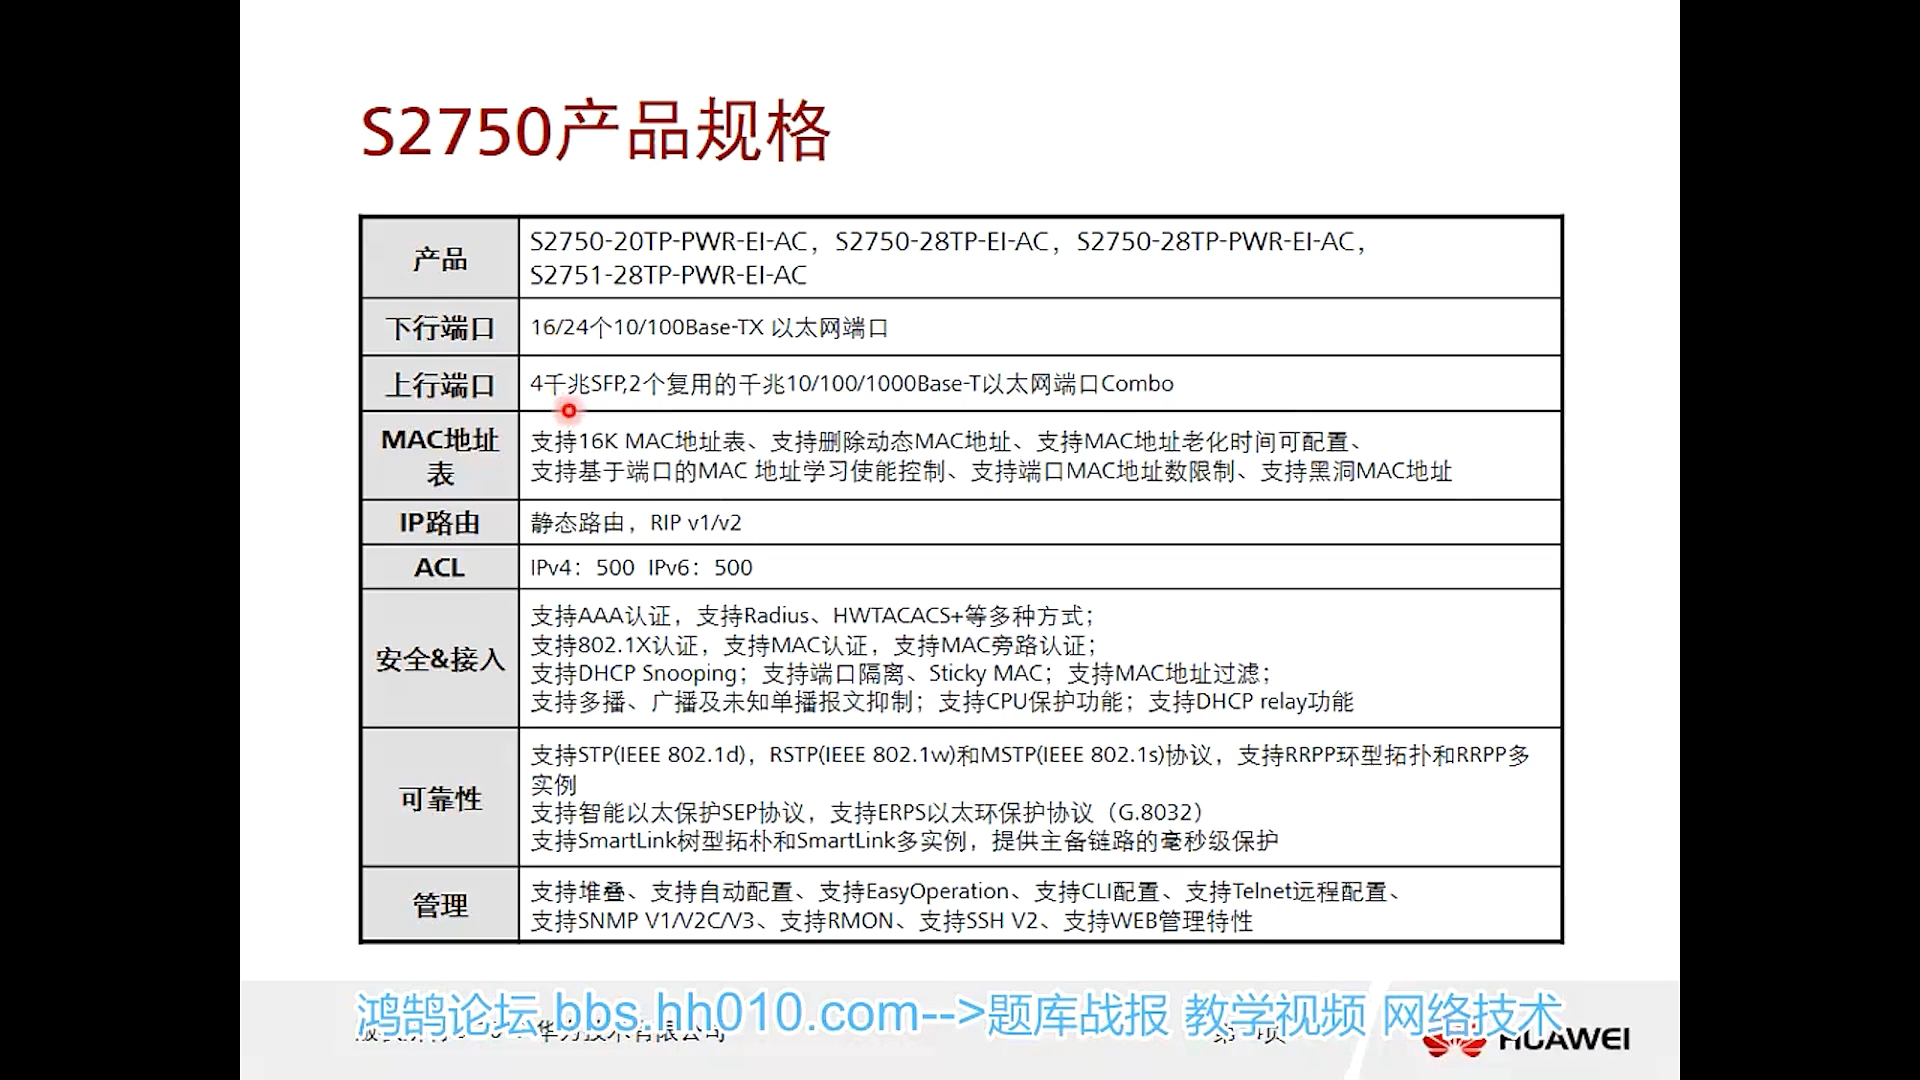 S2750产品规格
产品
S2750-20TP-PWR-EI-AC，S2750-28TP-EI-AC，S2750-28TP-PWR-EI-AC，
S2751-28TP-PWR-EI-AC
下行端口
16/24个10/100Base-TX 以太网端口
上行端口
4千兆SFP,2个复用的千兆10/100/1000Base-T以太网端口Combo
MAC地址
表
支持16K MAC地址表、支持删除动态MAC地址、支持MAC地址老化时间可配置、
支持基于端口的MAC 地址学习使能控制、支持端口MAC地址数限制、支持黑洞MAC地址
IP路由
静态路由，RIP v1/v2
ACL
IPv4：500 IPv6：500
安全&接入
支持AAA认证，支持Radius、HWTACACS+等多种方式；
支持802.1X认证，支持MAC认证，支持MAC旁路认证；
支持DHCP Snooping；支持端口隔离、Sticky MAC；支持MAC地址过滤；
支持多播、广播及未知单播报文抑制；支持CPU保护功能；支持DHCP relay功能
可靠性
支持STP(IEEE 802.1d)，RSTP(IEEE 802.1w)和MSTP(IEEE 802.1s)协议，支持RRPP环型拓扑和RRPP多
实例
支持智能以太保护SEP协议，支持ERPS以太环保护协议（G.8032）
支持SmartLink树型拓朴和SmartLink多实例，提供主备链路的毫秒级保护
管理
支持堆叠、支持自动配置、支持EasyOperation、支持CLI配置、支持Telnet远程配置、
支持SNMP V1/V2C/V3、支持RMON、支持SSH V2、支持WEB管理特性
鸿鹄论坛 bbs.hh010.com-->题库战报 教学视频 网络技术
华为技术有限公司
HUAWEI